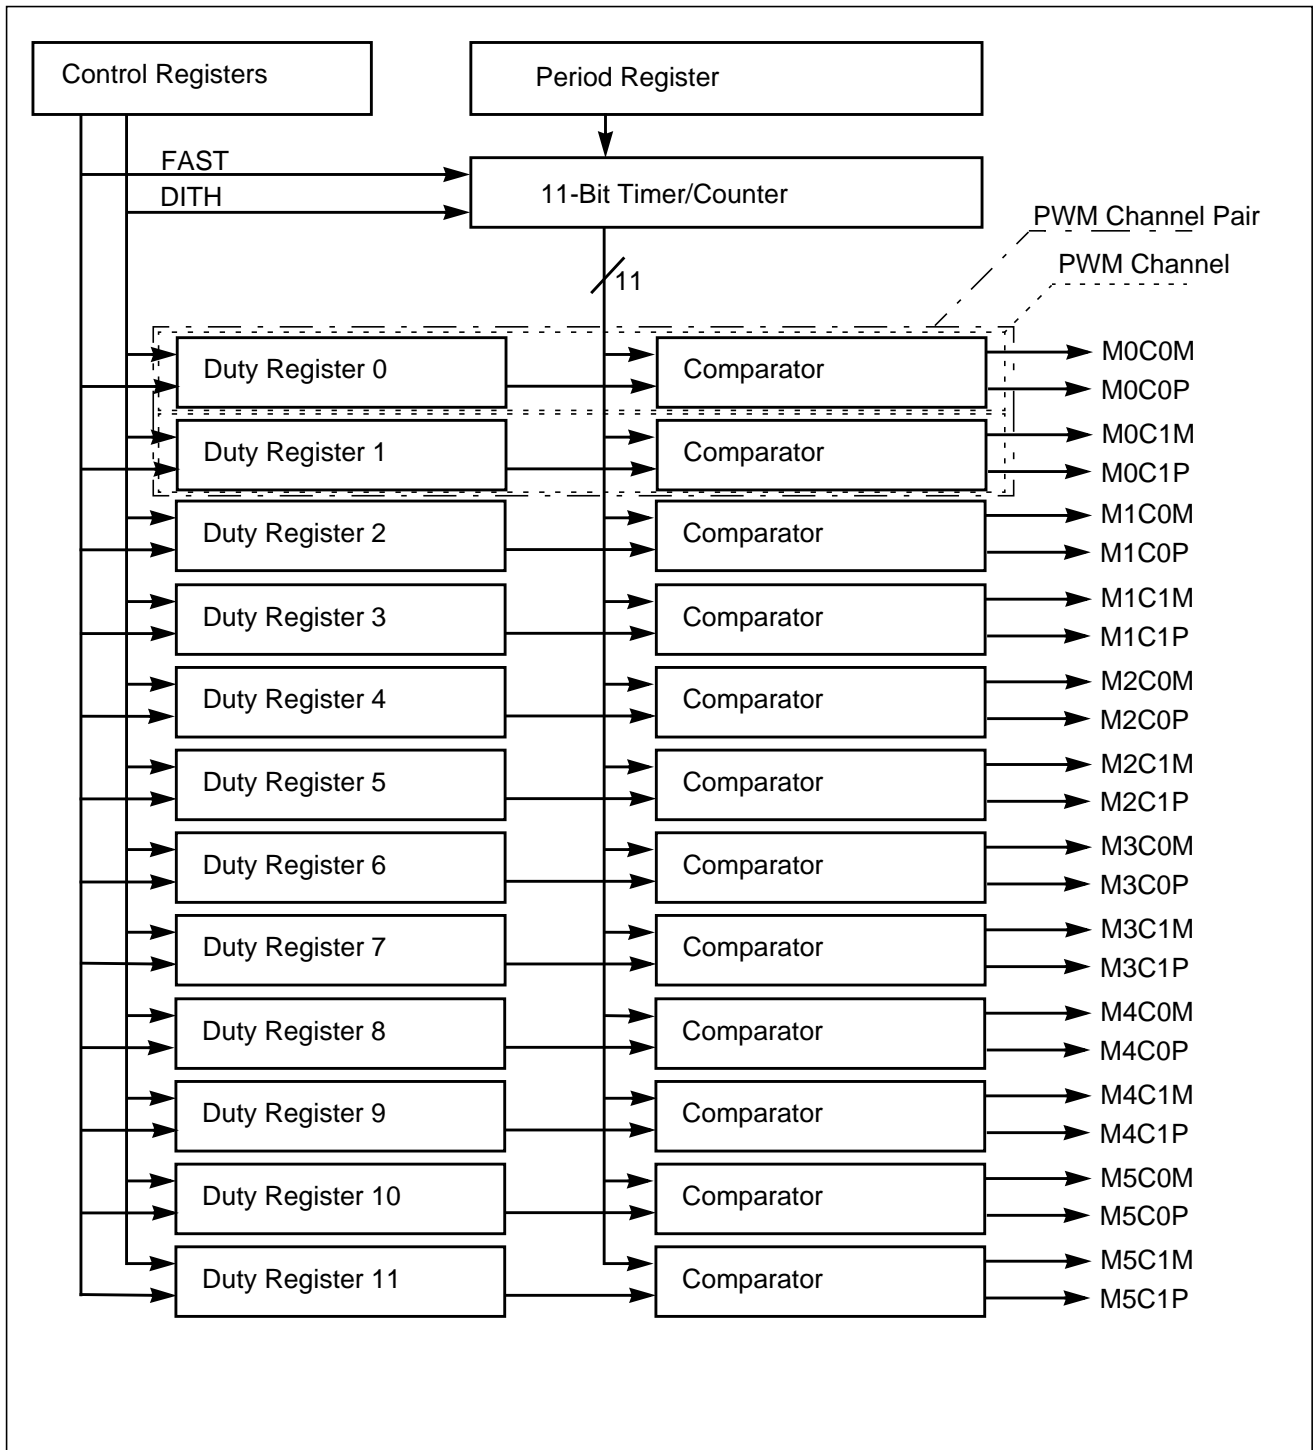 Control Registers
Period Register
FAST
DITH
11-Bit Timer/Counter
PWM Channel Pair
PWM Channel
11
Duty Register 0
Comparator
M0C0M
M0C0P
Duty Register 1
Comparator
M0C1M
M0C1P
Duty Register 2
Comparator
M1C0M
M1C0P
Duty Register 3
Comparator
M1C1M
M1C1P
Duty Register 4
Comparator
M2C0M
M2C0P
Duty Register 5
Comparator
M2C1M
M2C1P
Duty Register 6
Comparator
M3C0M
M3C0P
Duty Register 7
Comparator
M3C1M
M3C1P
Duty Register 8
Comparator
M4C0M
M4C0P
Duty Register 9
Comparator
M4C1M
M4C1P
Duty Register 10
Comparator
M5C0M
M5C0P
Duty Register 11
Comparator
M5C1M
M5C1P